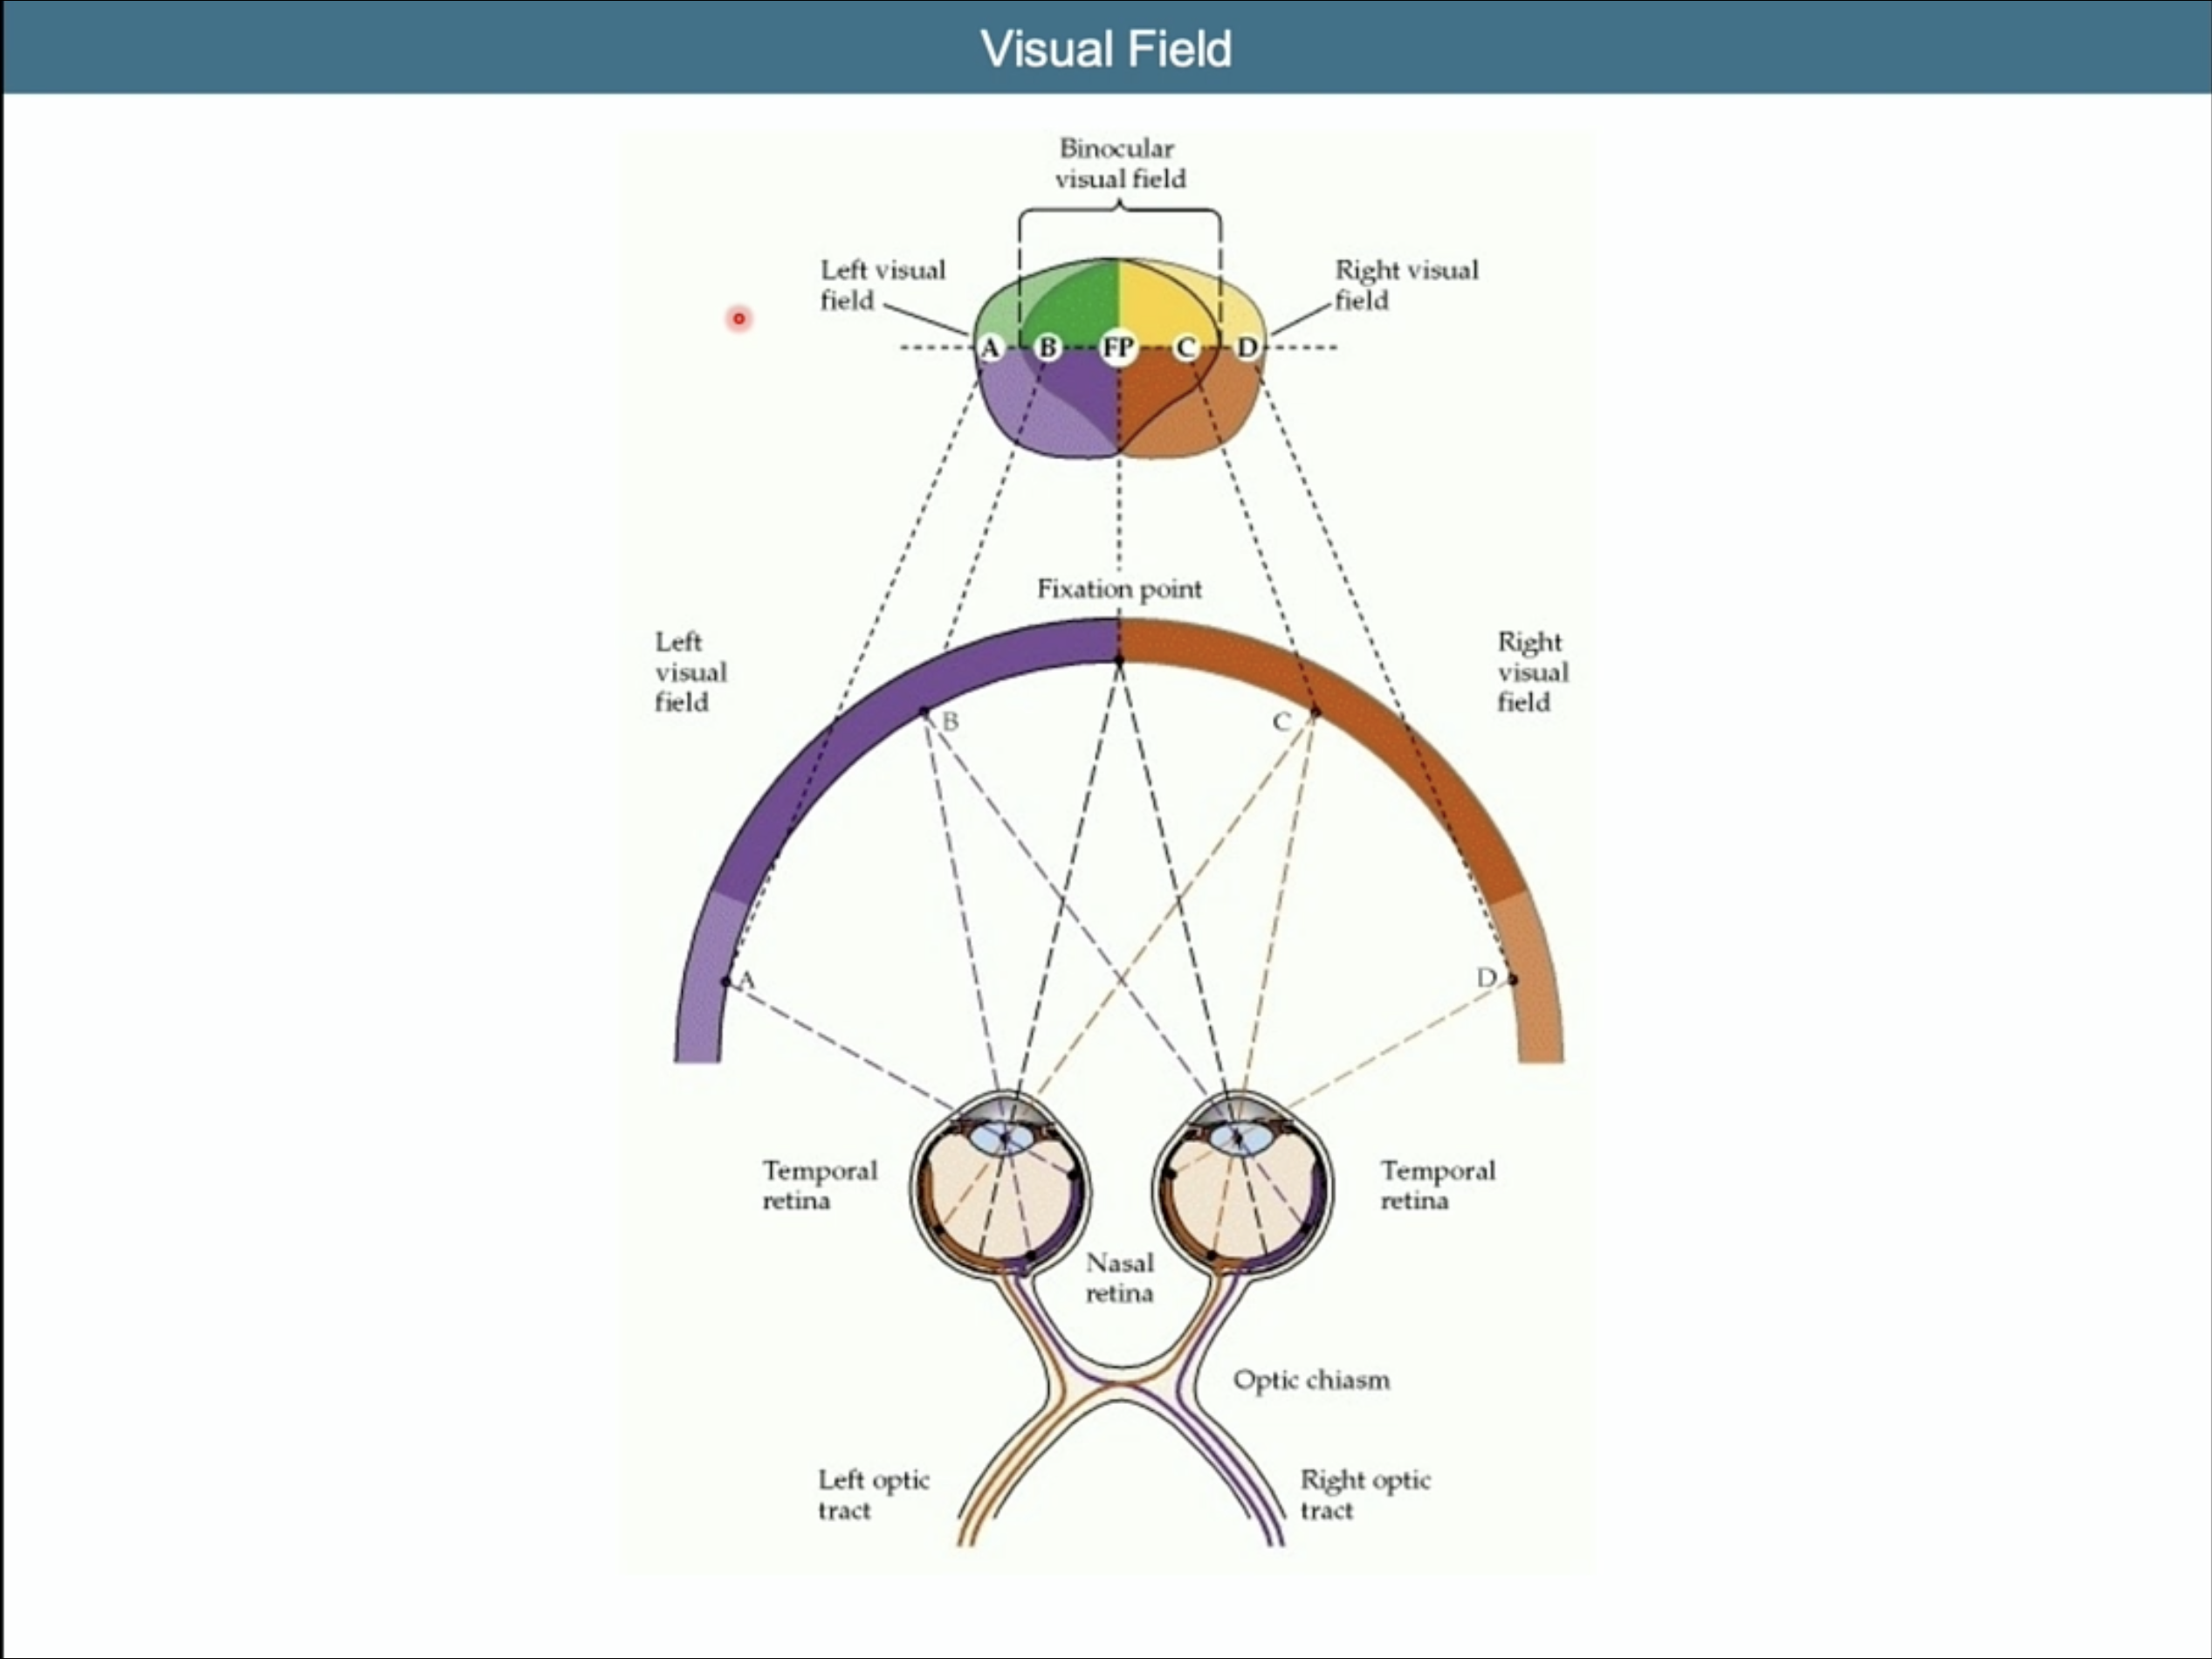 Visual Field
Binocular
visual field
Left visual
field
Right visual
field
A B FP C D
Fixation point
Left
visual
field
Right
visual
field
B
C
A
D
Temporal
retina
Temporal
retina
Nasal
retina
Optic chiasm
Left optic
tract
Right optic
tract